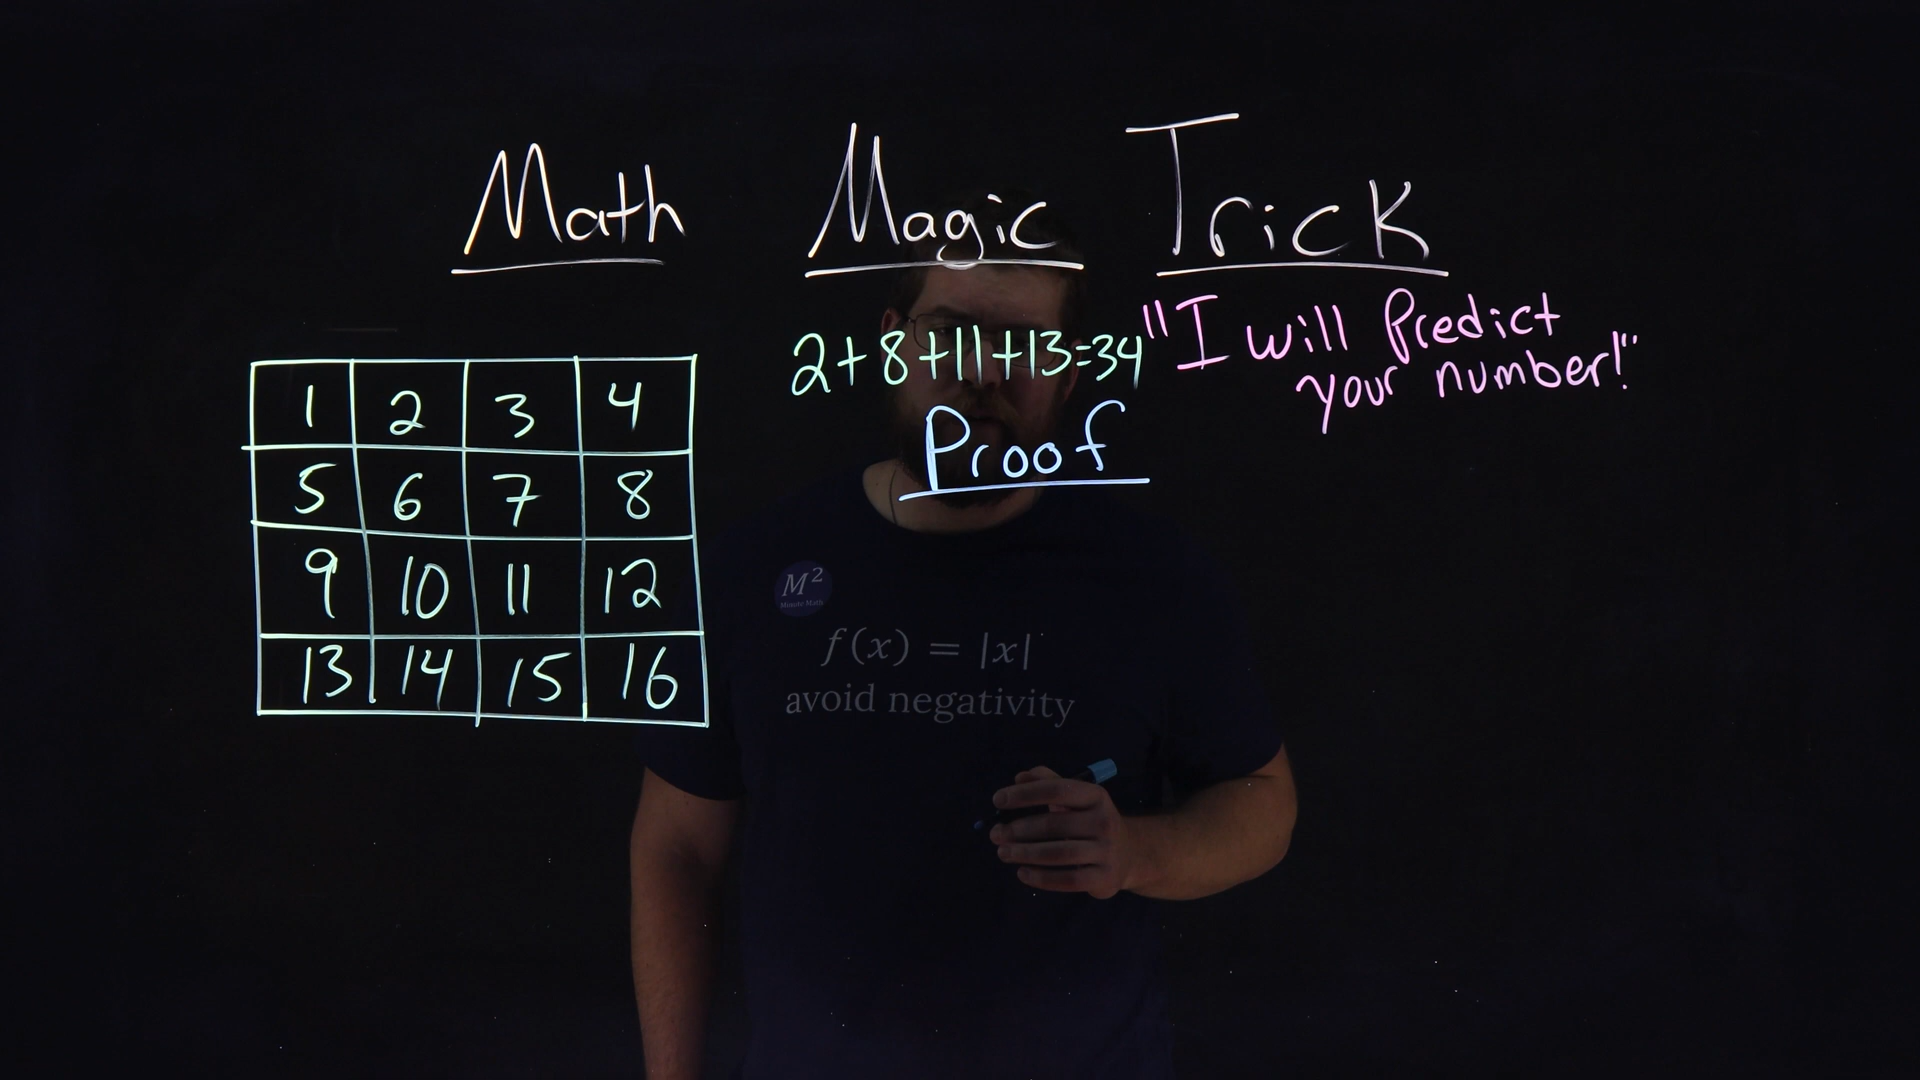 Math Magic Trick
"I will Predict
your number!"
2+8+11+13=34
Proof
1 2 3 4
5 6 7 8
9 10 11 12
13 14 15 16
M²
Minute Math
f(x) = |x|
avoid negativity